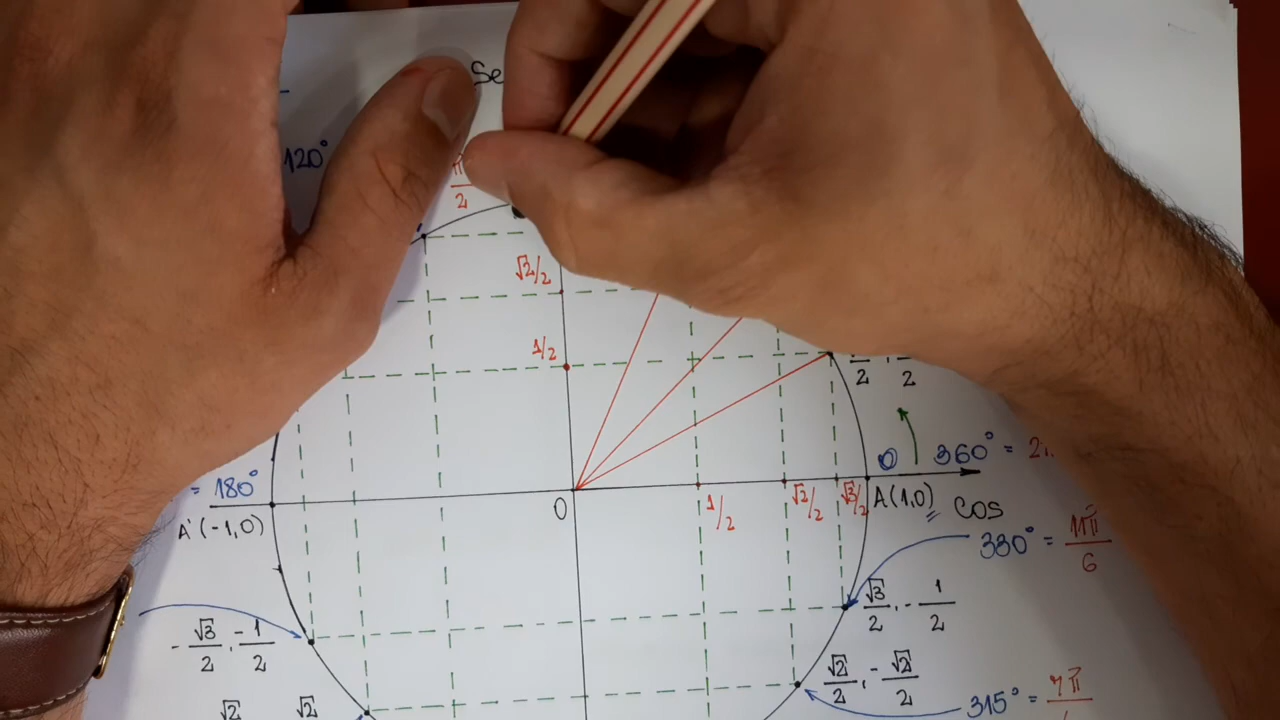 Se
120°
π/2
√2/2
1/2
2 2
0 360° = 2
= 180°
0
1/2
√2/2
√3/2
A(1,0) cos
A'(-1,0)
330° = 11π/6
√3/2, -1/2
-√3/2, -1/2
√2/2, -√2/2
315° = 7π
√2 √2